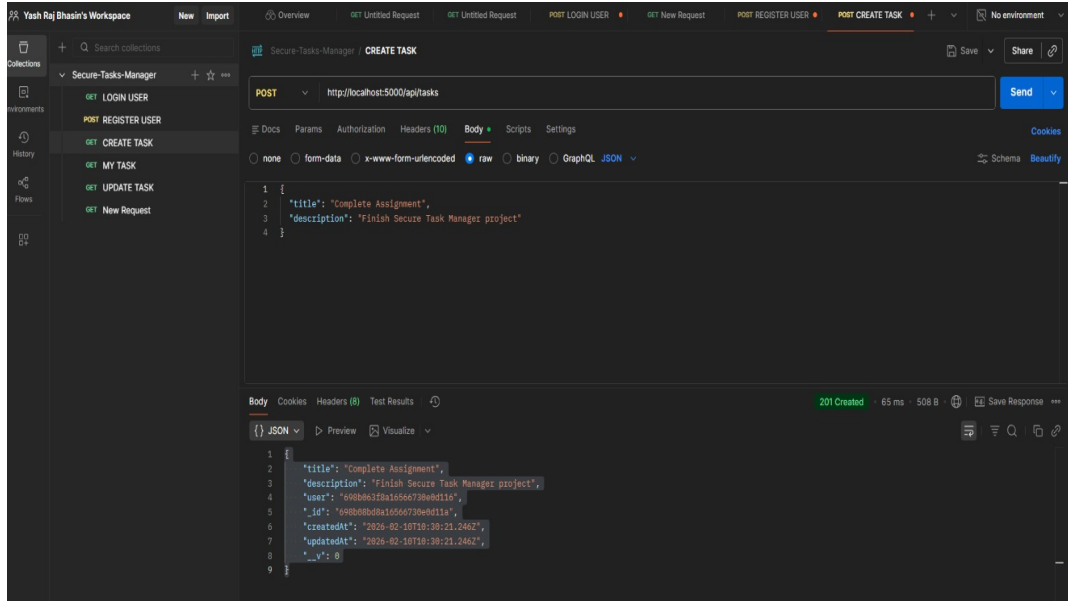 Yash Raj Bhasin's Workspace New Import Overview GET Untitled Request GET Untitled Request POST LOGIN USER GET New Request POST REGISTER USER POST CREATE TASK No environment
Collections
Environments
History
Flows
Search collections
Secure-Tasks-Manager
GET LOGIN USER
POST REGISTER USER
GET CREATE TASK
GET MY TASK
GET UPDATE TASK
GET New Request
Secure-Tasks-Manager / CREATE TASK Save Share
POST http://localhost:5000/api/tasks Send
Docs Params Authorization Headers (10) Body Scripts Settings Cookies
none form-data x-www-form-urlencoded raw binary GraphQL JSON Schema Beautify
1 {
2 "title": "Complete Assignment",
3 "description": "Finish Secure Task Manager project"
4 }
Body Cookies Headers (8) Test Results 201 Created 65 ms 508 B Save Response
{} JSON Preview Visualize
1 {
2 "title": "Complete Assignment",
3 "description": "Finish Secure Task Manager project",
4 "user": "698b063f8a16566730e0d116",
5 "_id": "698b08bd8a16566730e0d11a",
6 "createdAt": "2026-02-10T10:30:21.246Z",
7 "updatedAt": "2026-02-10T10:30:21.246Z",
8 "__v": 0
9 }